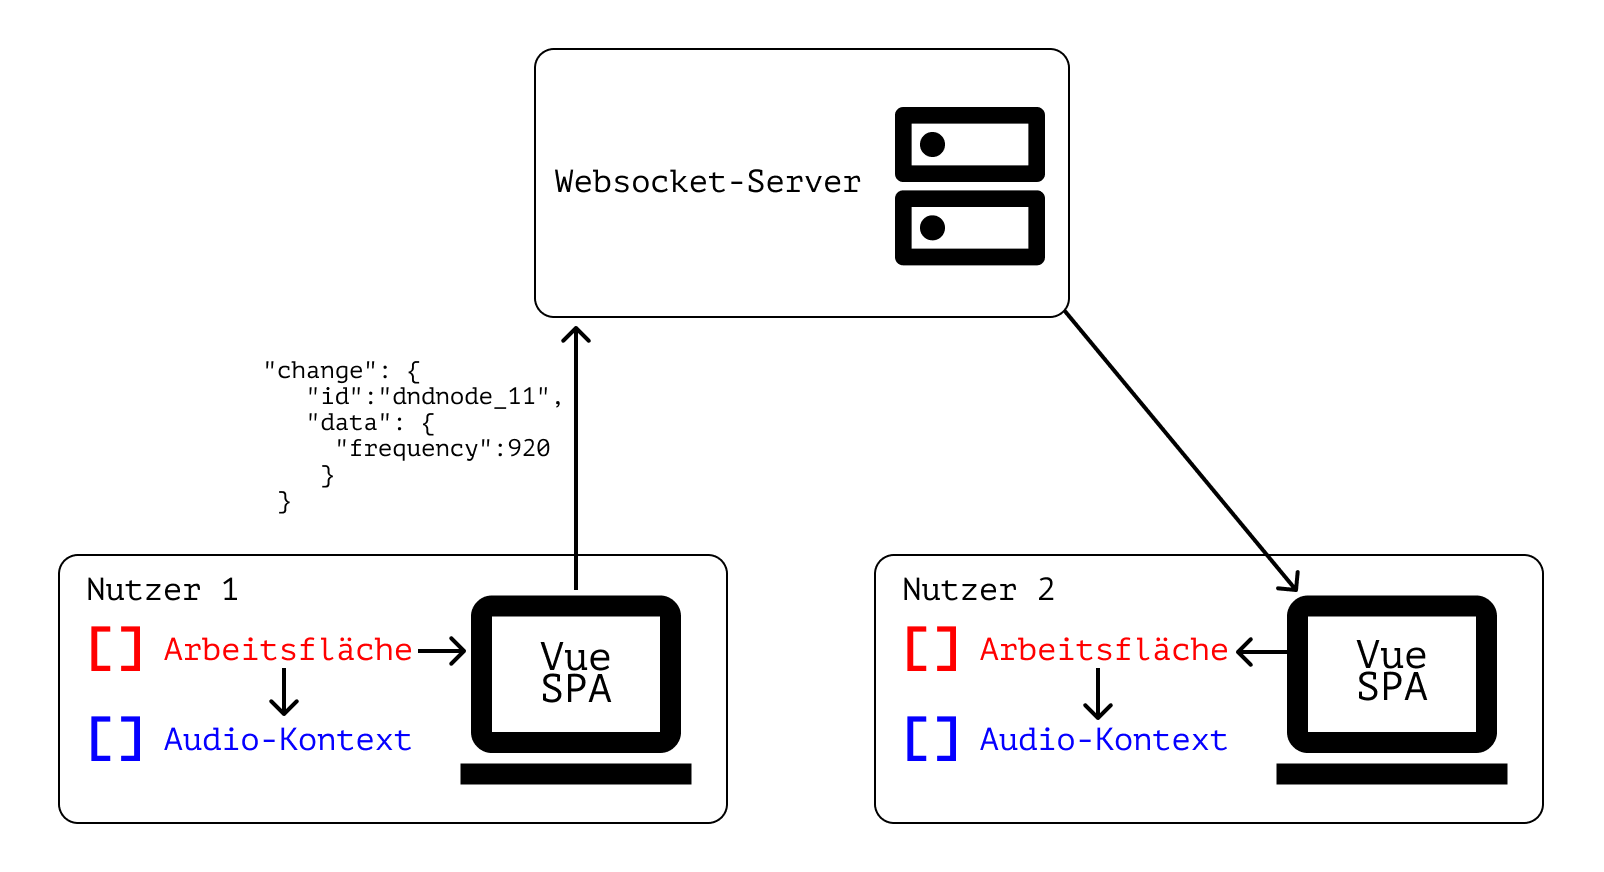 Websocket-Server
"change": {
"id":"dndnode_11",
"data": {
"frequency":920
}
}
Nutzer 1
[] Arbeitsfläche
[] Audio-Kontext
Vue
SPA
Nutzer 2
[] Arbeitsfläche
[] Audio-Kontext
Vue
SPA